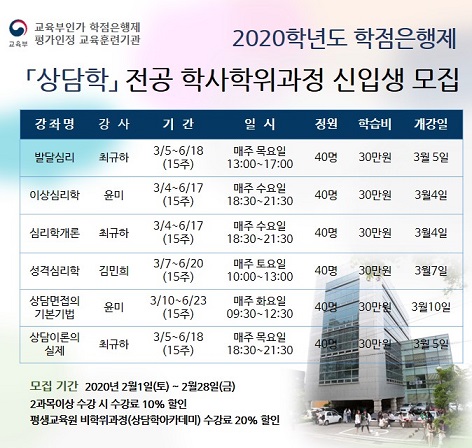 교육부
교육부인가 학점은행제
평가인정 교육훈련기관
2020학년도 학점은행제
「상담학」 전공 학사학위과정 신입생 모집
강좌명 강 사 기 간 일 시 정원 학습비 개강일
발달심리 최규하 3/5~6/18 (15주) 매주 목요일 13:00~17:00 40명 30만원 3월 5일
이상심리학 윤미 3/4~6/17 (15주) 매주 수요일 18:30~21:30 40명 30만원 3월4일
심리학개론 최규하 3/4~6/17 (15주) 매주 수요일 18:30~21:30 40명 30만원 3월4일
성격심리학 김민희 3/7~6/20 (15주) 매주 토요일 10:00~13:00 40명 30만원 3월7일
상담면접의 기본기법 윤미 3/10~6/23 (15주) 매주 화요일 09:30~12:30 40명 30만원 3월10일
상담이론의 실제 최규하 3/5~6/18 (15주) 매주 목요일 18:30~21:30 40명 30만원 3월 5일
모집 기간 2020년 2월1일(토) ~ 2월28일(금)
2과목이상 수강 시 수강료 10% 할인
평생교육원 비학위과정(상담학아카데미) 수강료 20% 할인